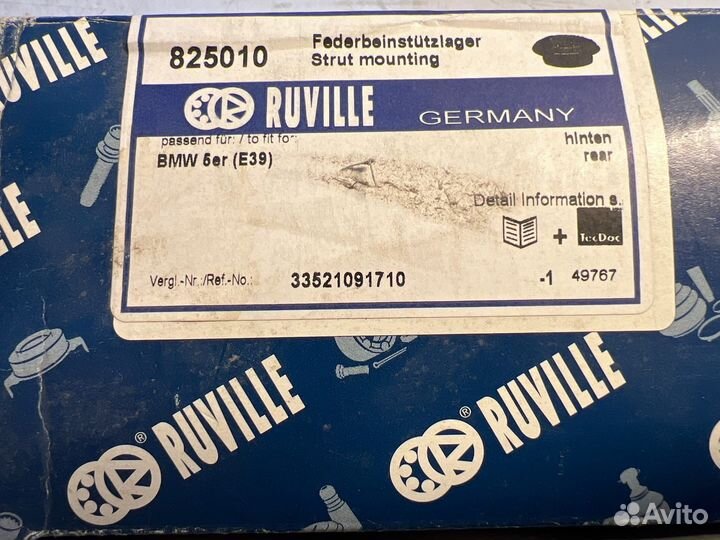 825010
Federbeinstützlager
Strut mounting
RUVILLE
GERMANY
passend für: / to fit for:
BMW 5er (E39)
hinten
rear
Detail Information s.
+
TecDoc
Vergl.-Nr.:/Ref.-No.: 33521091710 -1 49767
RUVILLE
RUVILLE
® RUVILLE
® RUVILLE
Avito